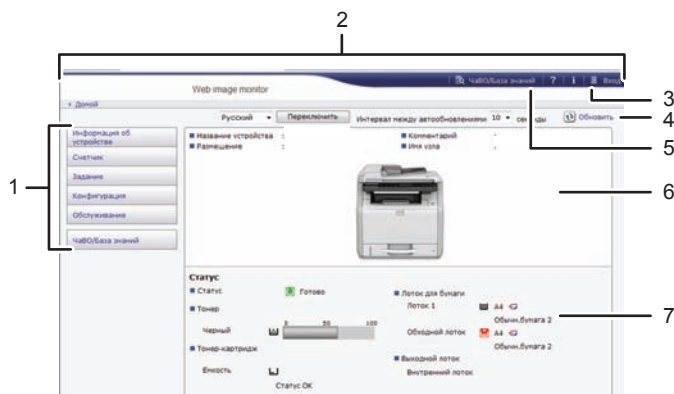 2
Web image monitor
ЧаВО/База знаний ? i Вход
3
Домой
Русский Переключить Интервал между автообновлениями 10 секунды Обновить
4
5
1
Информация об устройстве
Счетчик
Задание
Конфигурация
Обслуживание
ЧаВО/База знаний
Название устройства :
Размещение :
Комментарий :
Имя узла :
6
Статус
Статус Готово
Тонер
0 50 100
Черный
Тонер-картридж
Емкость
Статус ОК
Лоток для бумаги
Лоток 1 A4
Обычн.бумага 2
Обходной лоток A4
Обычн.бумага 2
Выходной лоток
Внутренний лоток
7